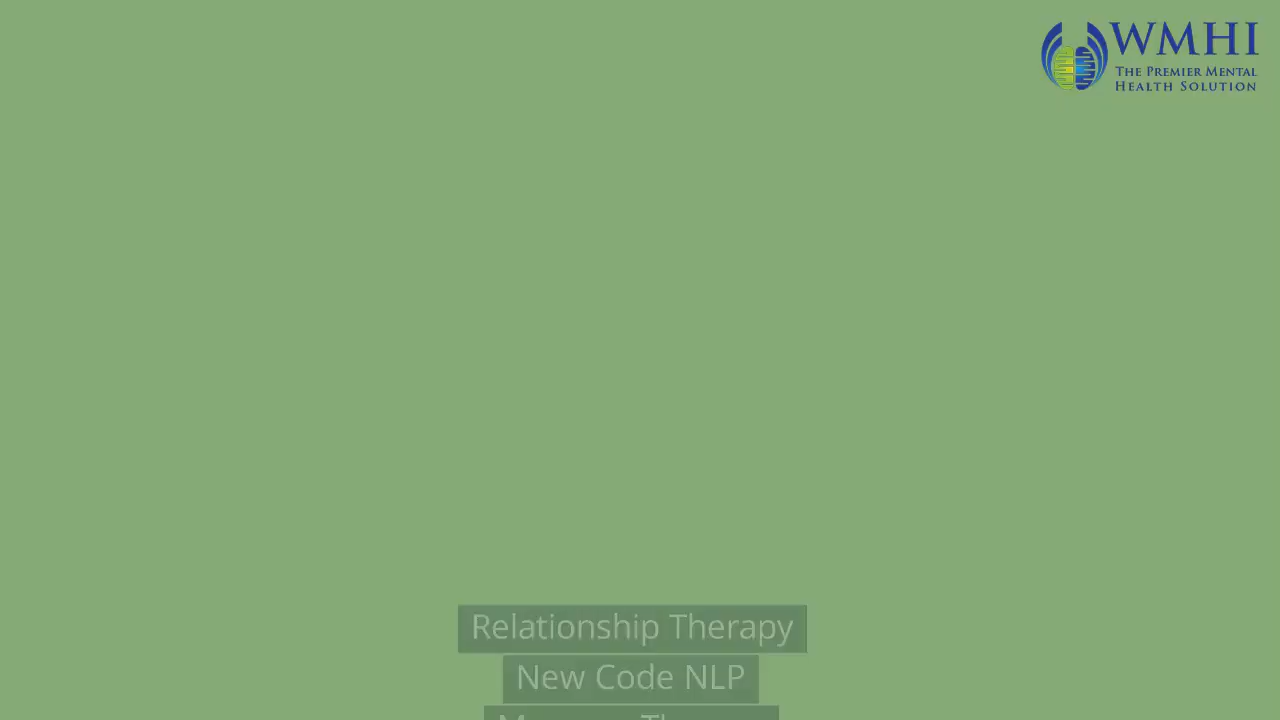 WMHI
THE PREMIER MENTAL
HEALTH SOLUTION
Relationship Therapy
New Code NLP